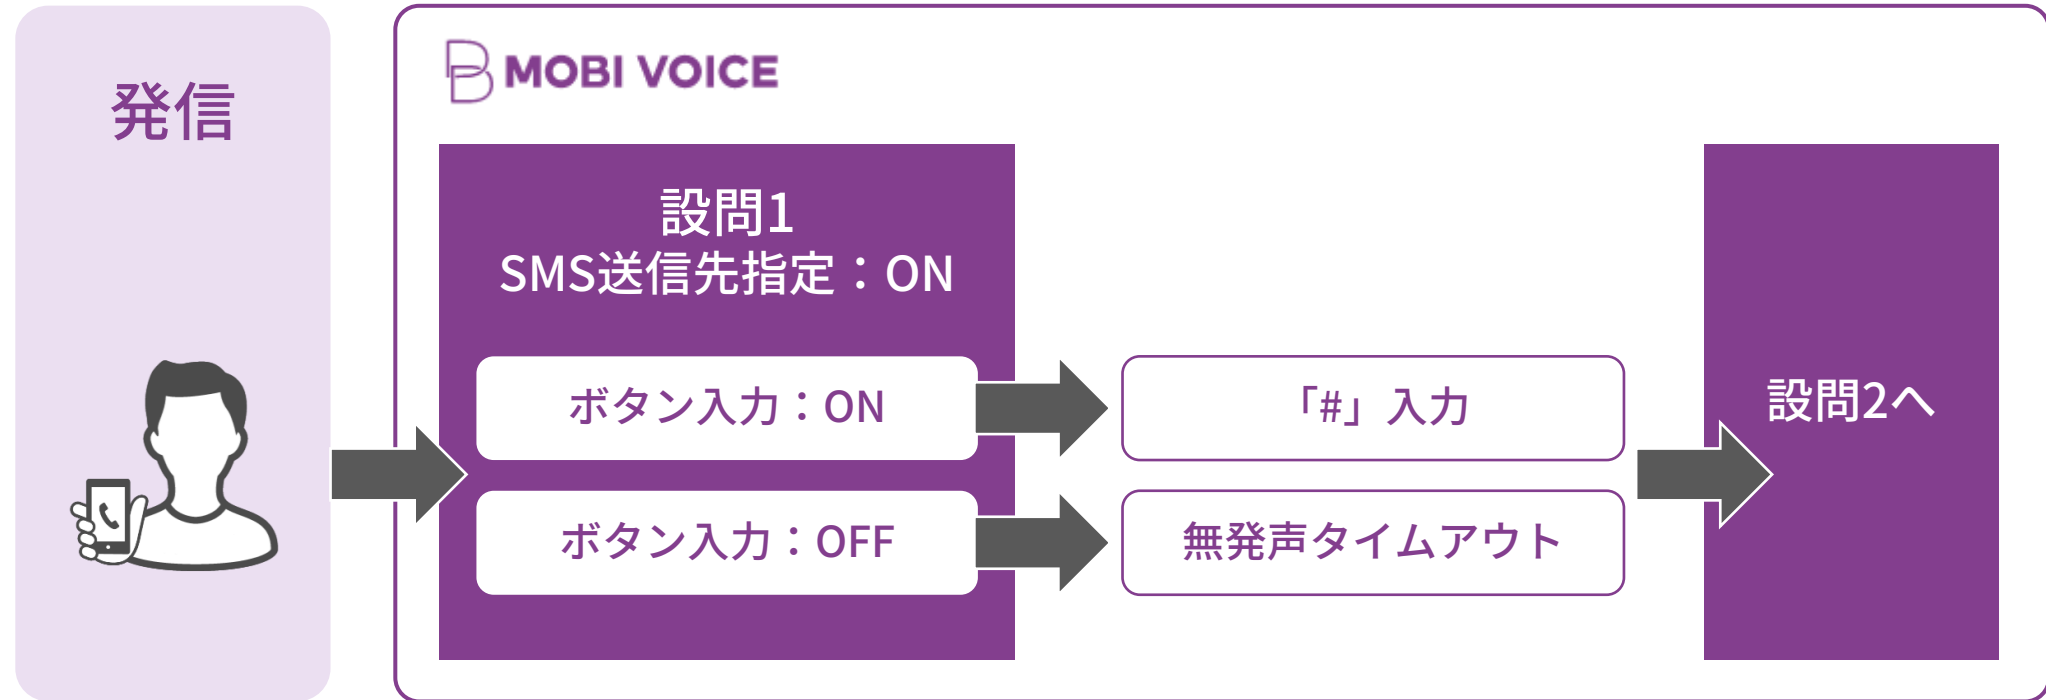 発信
MOBI VOICE
設問1
SMS送信先指定：ON
ボタン入力：ON
「#」入力
ボタン入力：OFF
無発声タイムアウト
設問2へ